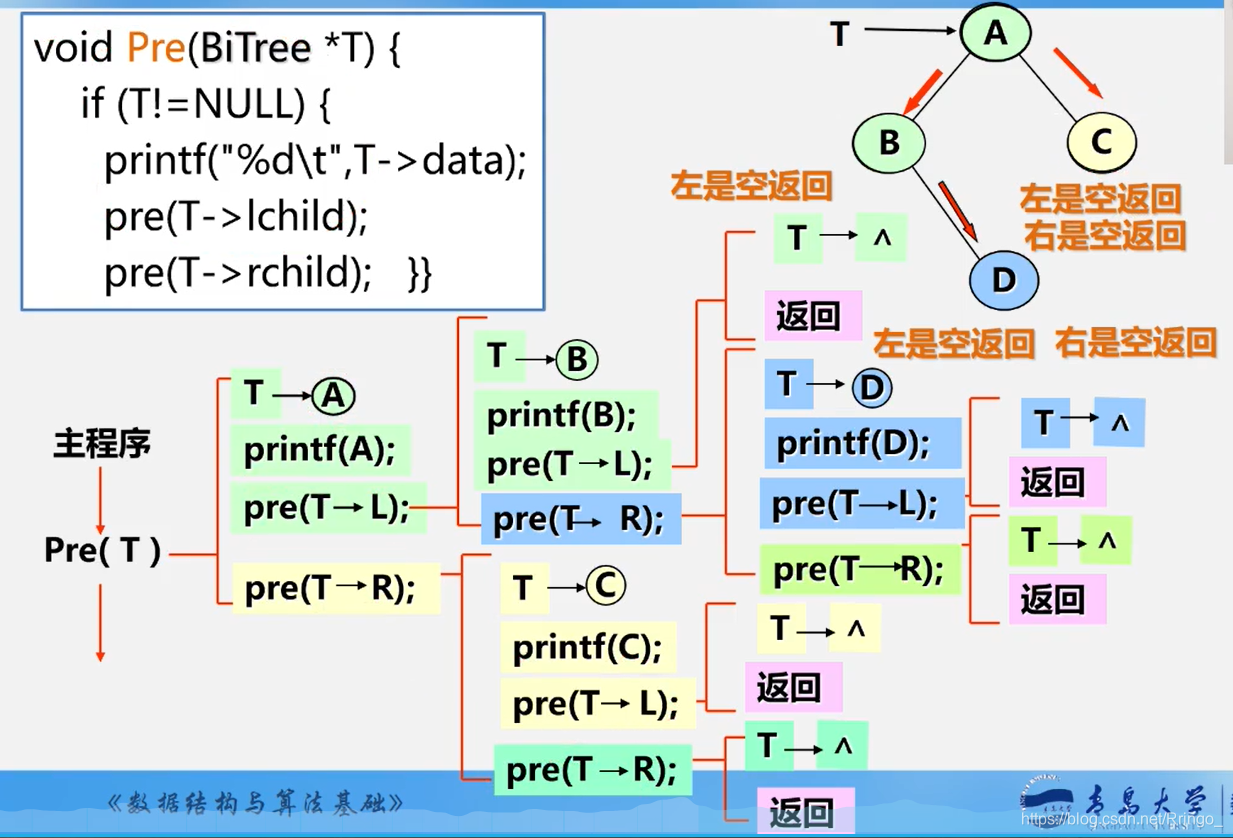 void Pre(BiTree *T) {
if (T!=NULL) {
printf("%d\t",T->data);
pre(T->lchild);
pre(T->rchild); }}
T
A
B
C
D
左是空返回
左是空返回
右是空返回
左是空返回 右是空返回
主程序
Pre( T )
T→A
printf(A);
pre(T→L);
pre(T→R);
T→B
printf(B);
pre(T→L);
pre(T→ R);
T→∧
返回
T→D
printf(D);
pre(T→L);
pre(T→R);
T→∧
返回
T→∧
返回
T→C
printf(C);
pre(T→L);
pre(T→R);
T→∧
返回
T→∧
返回
《数据结构与算法基础》
青岛大学
https://blog.csdn.net/Rringo_